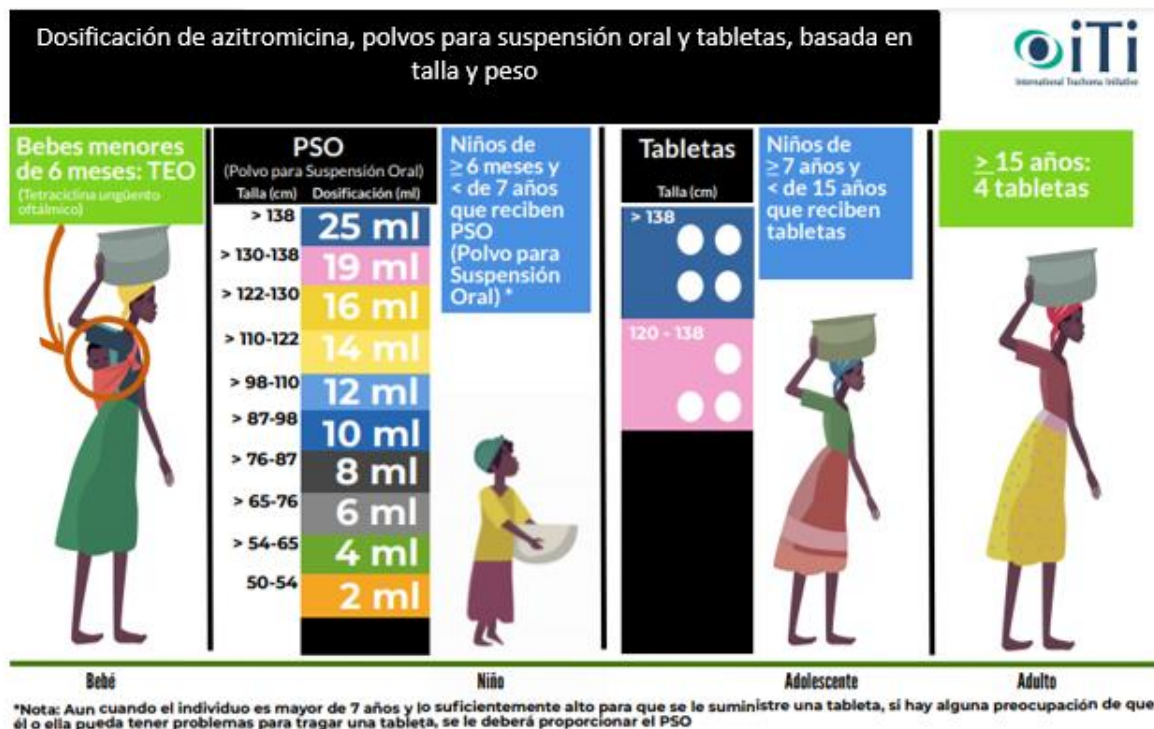 Dosificación de azitromicina, polvos para suspensión oral y tabletas, basada en
talla y peso
iTi
International Trachoma Initiative
Bebes menores
de 6 meses: TEO
(Tetraciclina ungüento
oftálmico)
PSO
(Polvo para Suspensión Oral)
Talla (cm) Dosificación (ml)
> 138 25 ml
> 130-138 19 ml
> 122-130 16 ml
> 110-122 14 ml
> 98-110 12 ml
> 87-98 10 ml
> 76-87 8 ml
> 65-76 6 ml
> 54-65 4 ml
50-54 2 ml
Niños de
≥ 6 meses y
< de 7 años
que reciben
PSO
(Polvo para
Suspensión
Oral) *
Tabletas
Talla (cm)
> 138
120 - 138
Niños de
≥ 7 años y
< de 15 años
que reciben
tabletas
≥ 15 años:
4 tabletas
Bebé
Niño
Adolescente
Adulto
*Nota: Aun cuando el individuo es mayor de 7 años y lo suficientemente alto para que se le suministre una tableta, si hay alguna preocupación de que
él o ella pueda tener problemas para tragar una tableta, se le deberá proporcionar el PSO